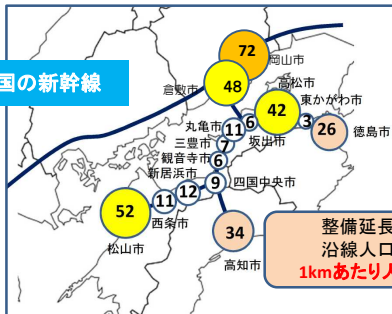 国の新幹線
72
岡山市
倉敷市
48
高松市
42
東かがわ市
丸亀市
11
6
坂出市
3
26
徳島市
三豊市
7
観音寺市
6
新居浜市
9
四国中央市
12
11
西条市
52
松山市
34
高知市
整備延長
沿線人口
1kmあたり人